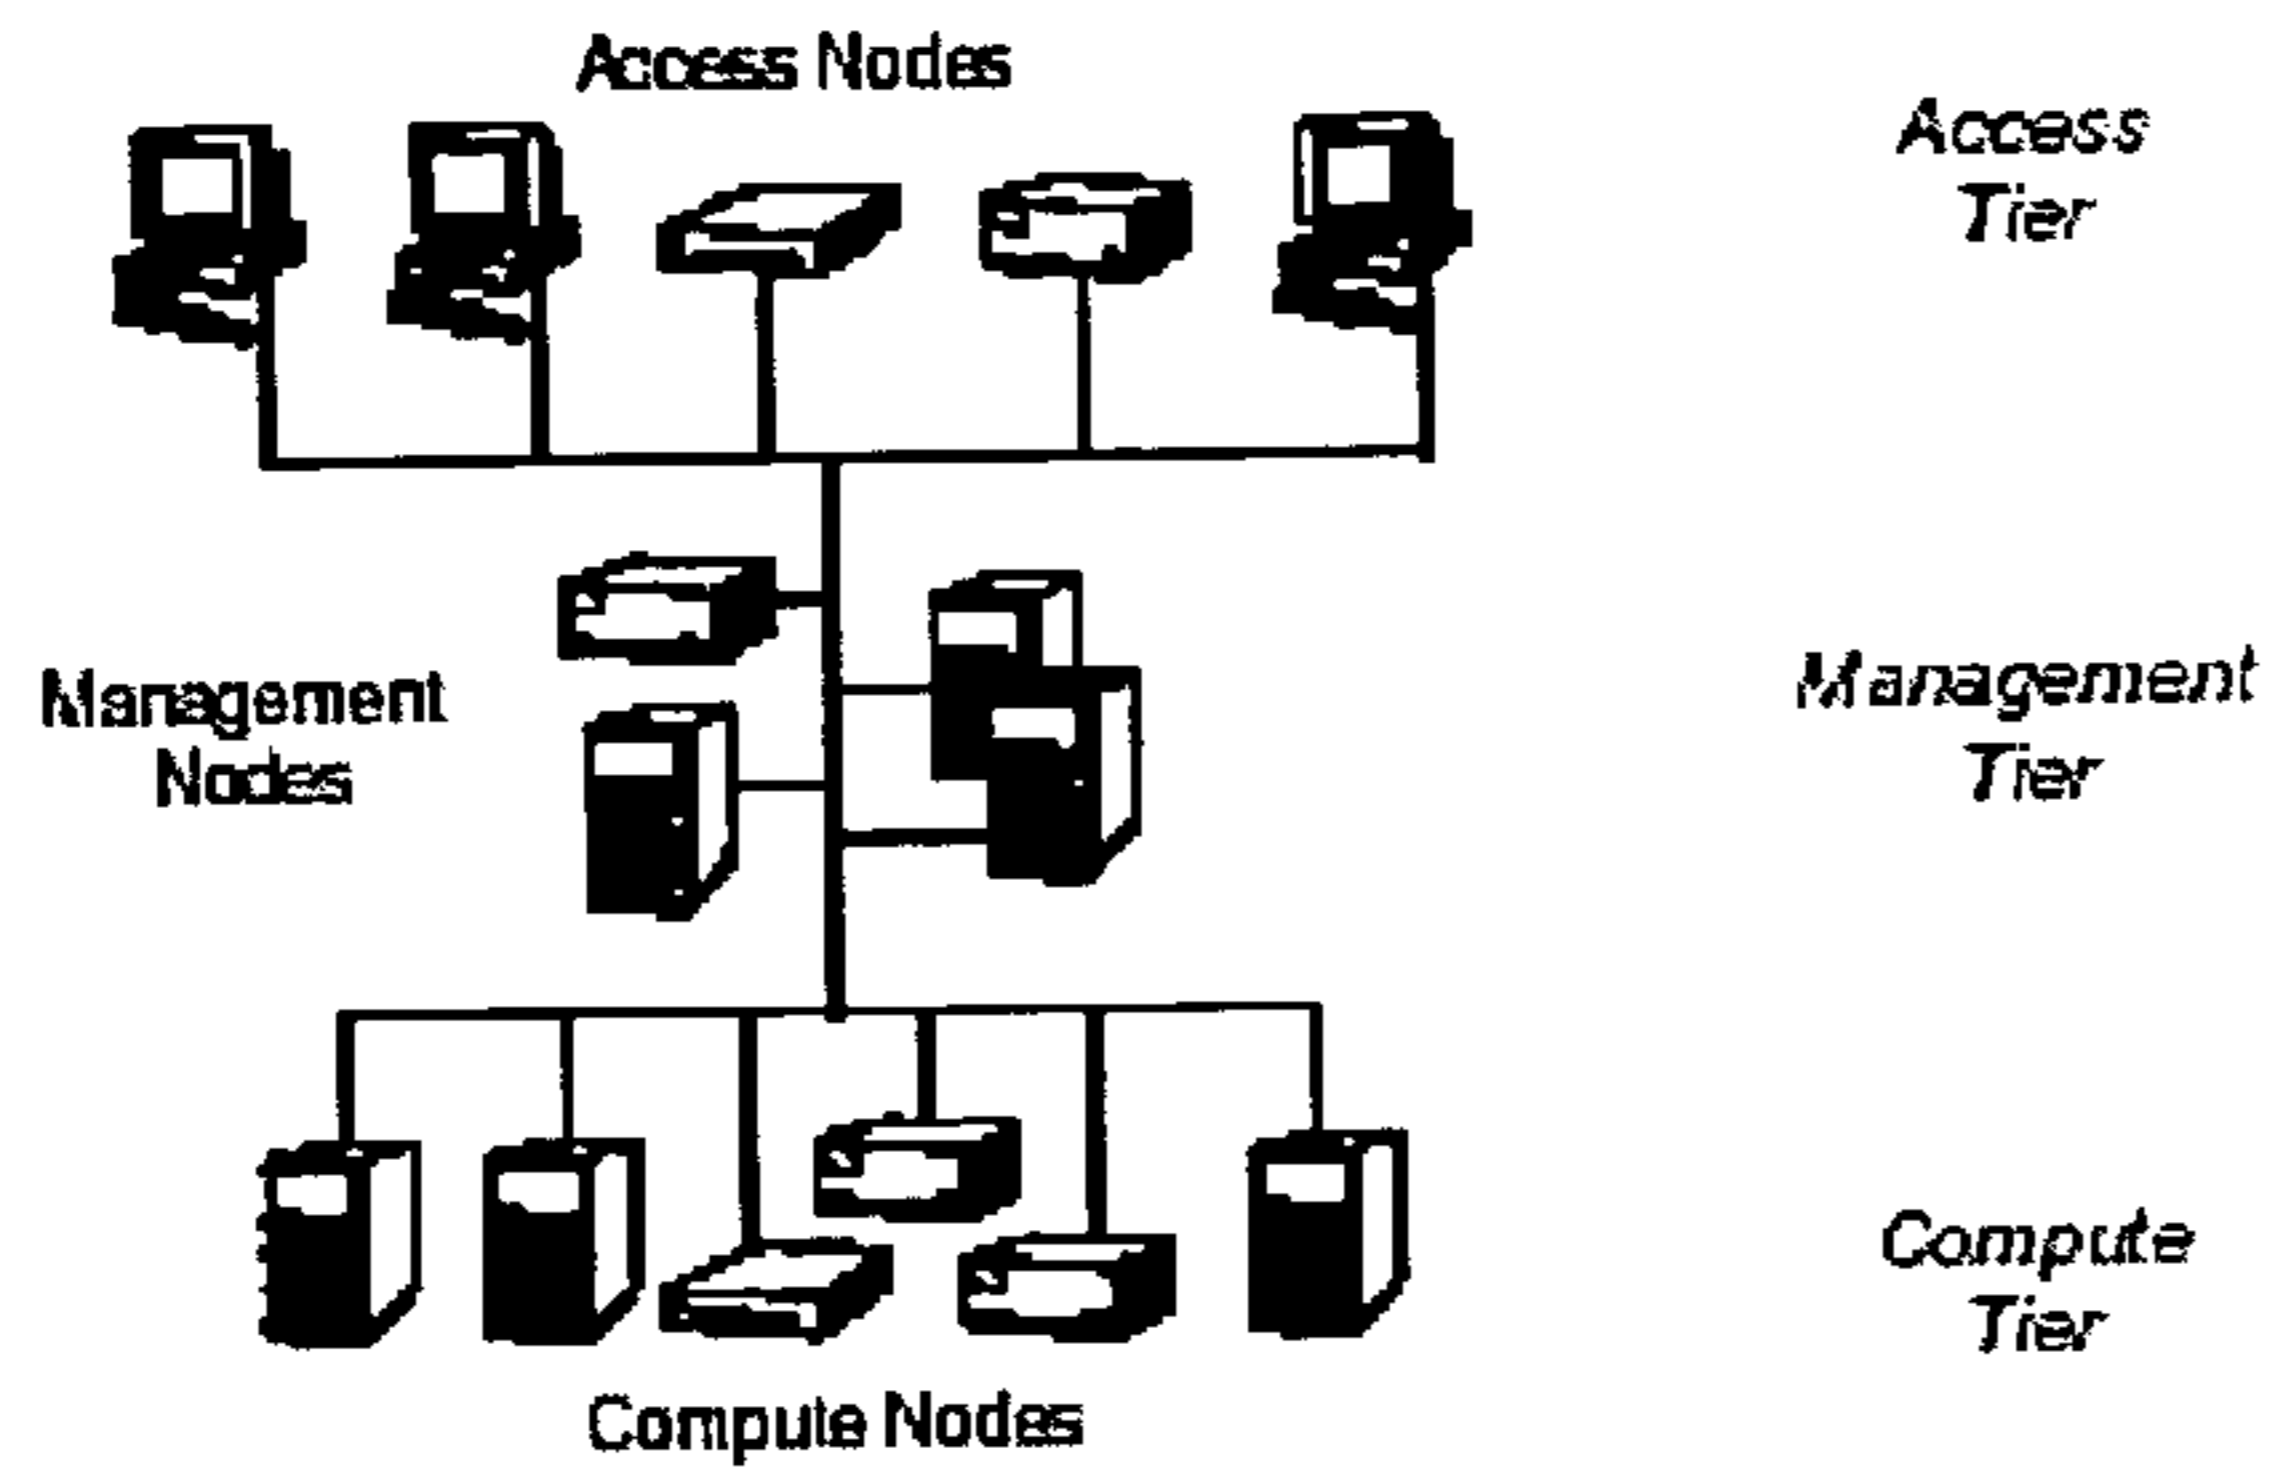 Access Nodes
Access
Tier
Management
Nodes
Management
Tier
Compute
Tier
Compute Nodes